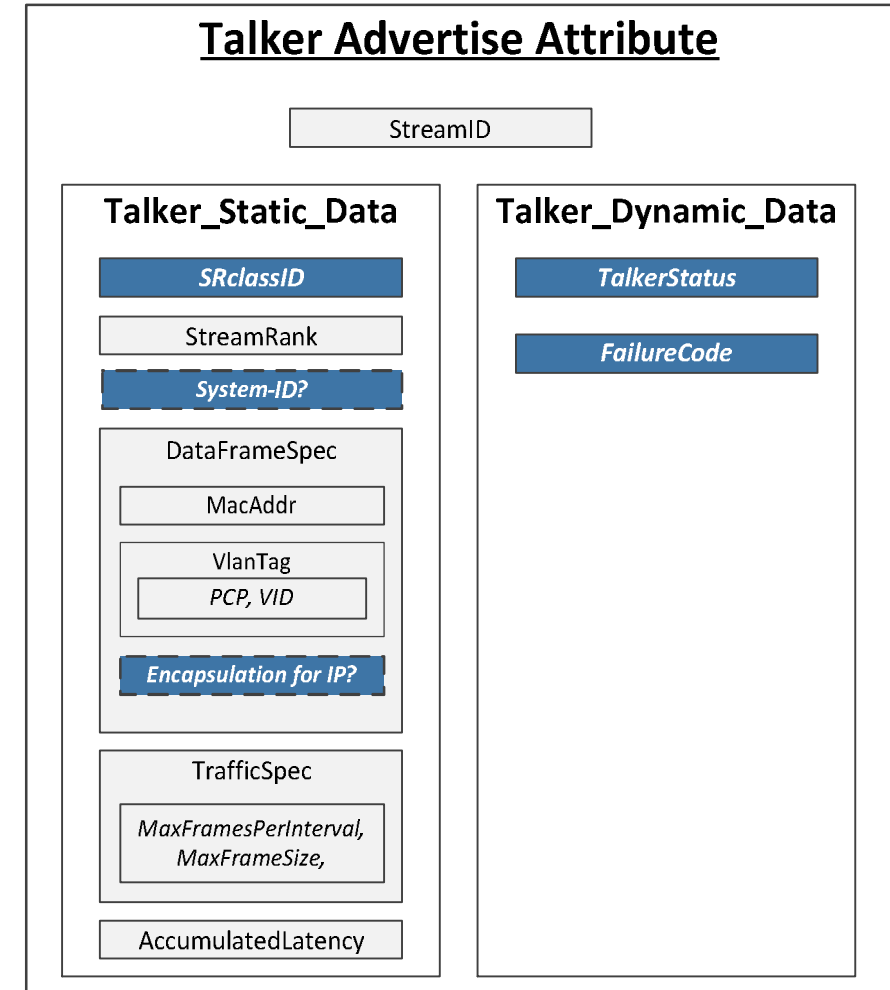 Talker Advertise Attribute
StreamID
Talker_Static_Data
SRclassID
StreamRank
System-ID?
DataFrameSpec
MacAddr
VlanTag
PCP, VID
Encapsulation for IP?
TrafficSpec
MaxFramesPerInterval,
MaxFrameSize,
AccumulatedLatency
Talker_Dynamic_Data
TalkerStatus
FailureCode